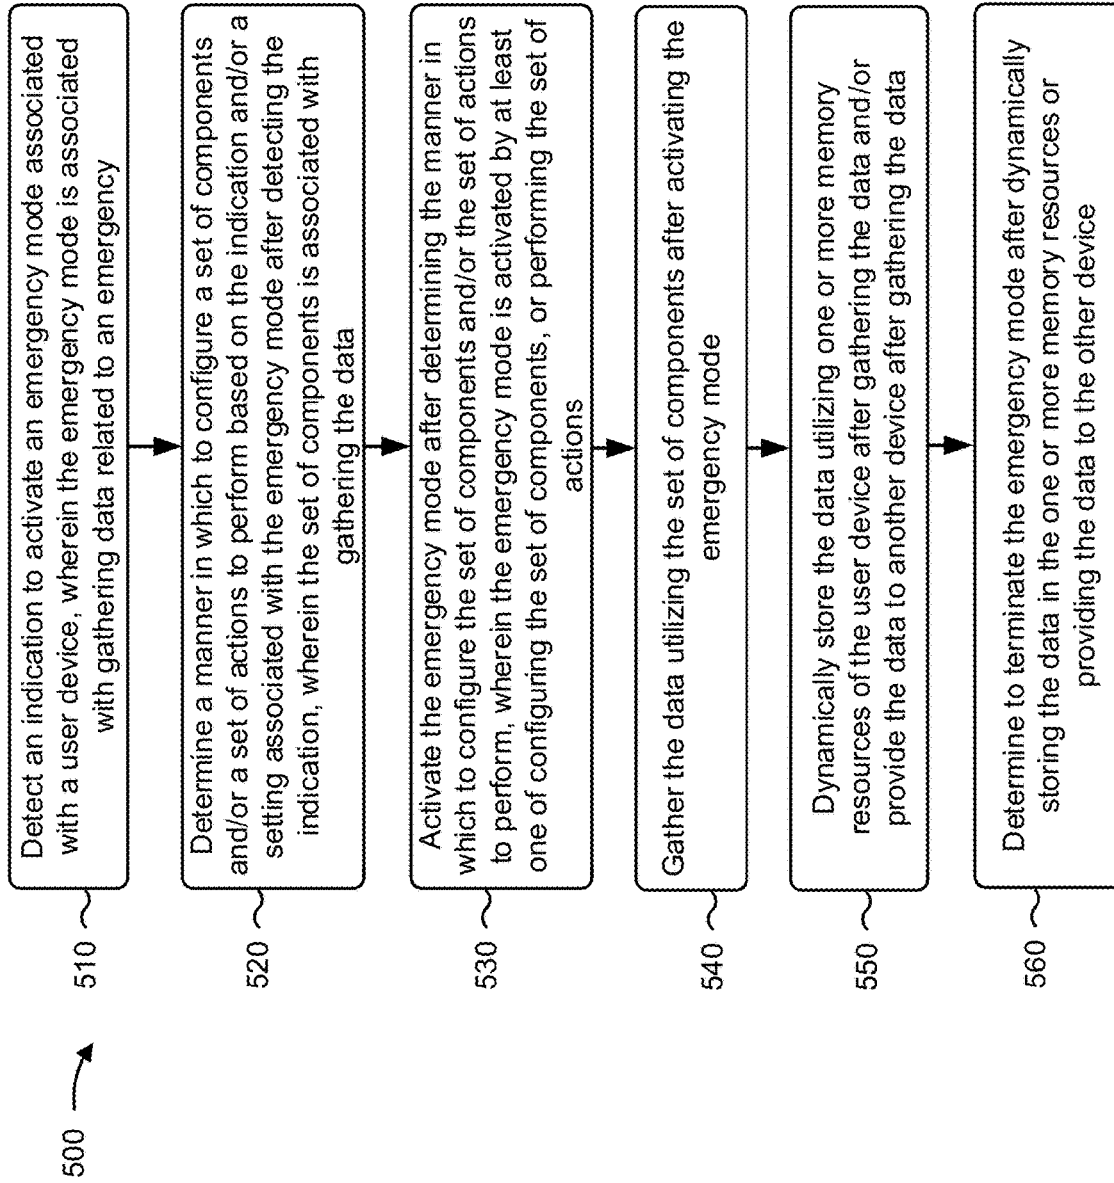 500
510
Detect an indication to activate an emergency mode associated
with a user device, wherein the emergency mode is associated
with gathering data related to an emergency
520
Determine a manner in which to configure a set of components
and/or a set of actions to perform based on the indication and/or a
setting associated with the emergency mode after detecting the
indication, wherein the set of components is associated with
gathering the data
530
Activate the emergency mode after determining the manner in
which to configure the set of components and/or the set of actions
to perform, wherein the emergency mode is activated by at least
one of configuring the set of components, or performing the set of
actions
540
Gather the data utilizing the set of components after activating the
emergency mode
550
Dynamically store the data utilizing one or more memory
resources of the user device after gathering the data and/or
provide the data to another device after gathering the data
560
Determine to terminate the emergency mode after dynamically
storing the data in the one or more memory resources or
providing the data to the other device